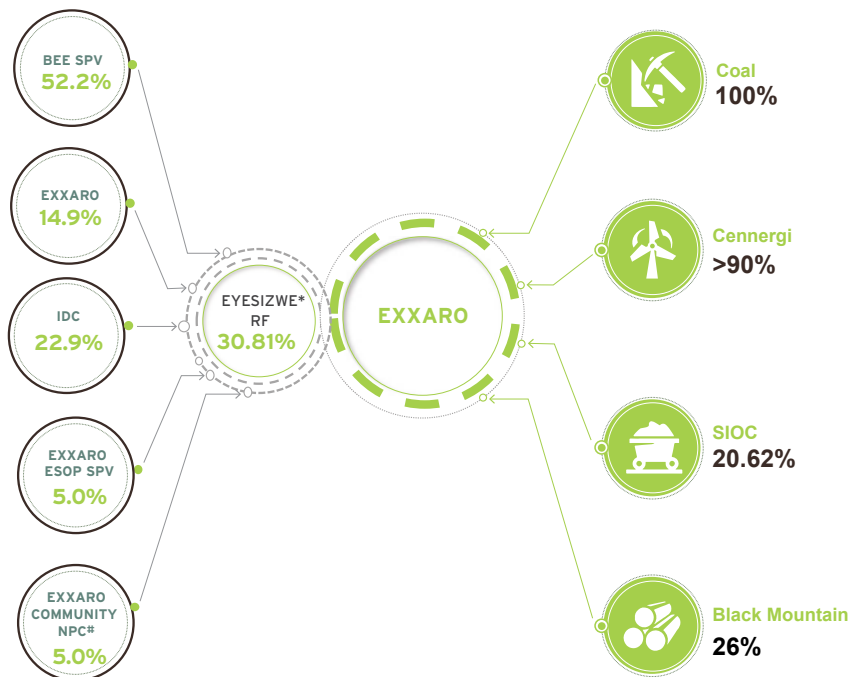 BEE SPV
52.2%
EXXARO
14.9%
IDC
22.9%
EXXARO
ESOP SPV
5.0%
EXXARO
COMMUNITY
NPC#
5.0%
EYESIZWE*
RF
30.81%
EXXARO
Coal
100%
Cennergi
>90%
SIOC
20.62%
Black Mountain
26%